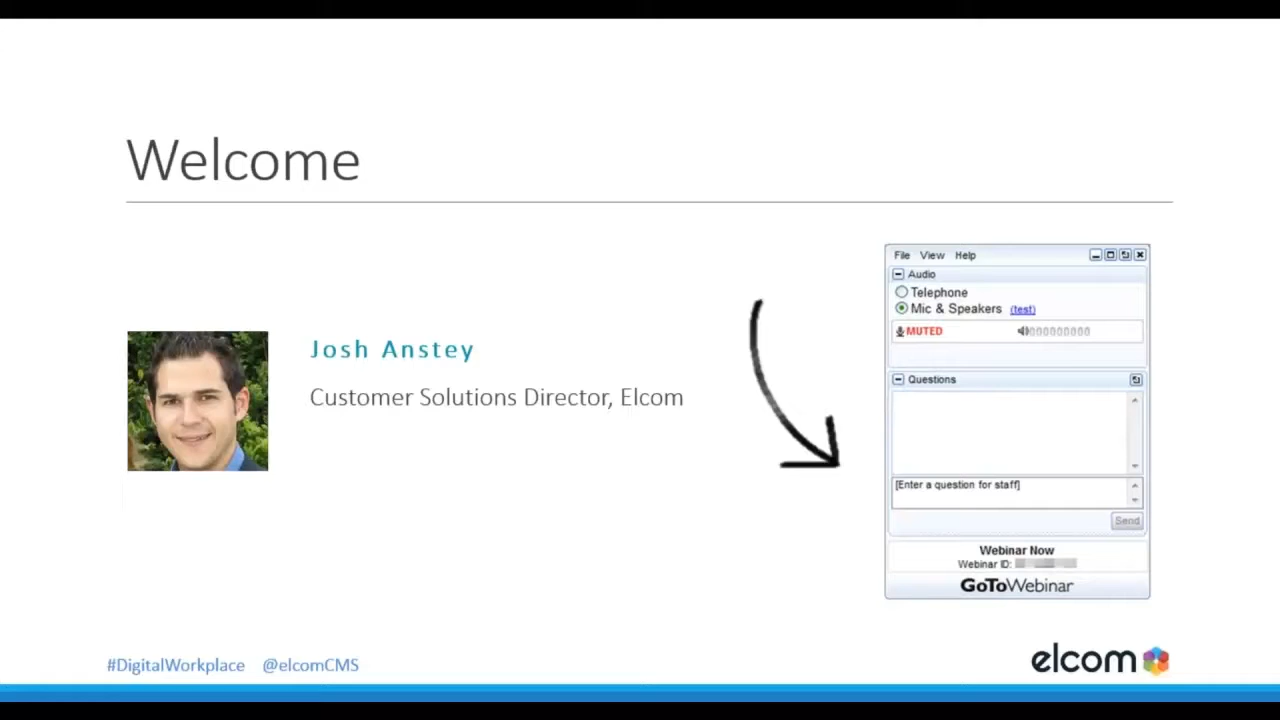 Welcome
Josh Anstey
Customer Solutions Director, Elcom
File View Help
Audio
Telephone
Mic & Speakers (test)
MUTED
Questions
[Enter a question for staff]
Send
Webinar Now
Webinar ID:
GoToWebinar
#DigitalWorkplace @elcomCMS
elcom